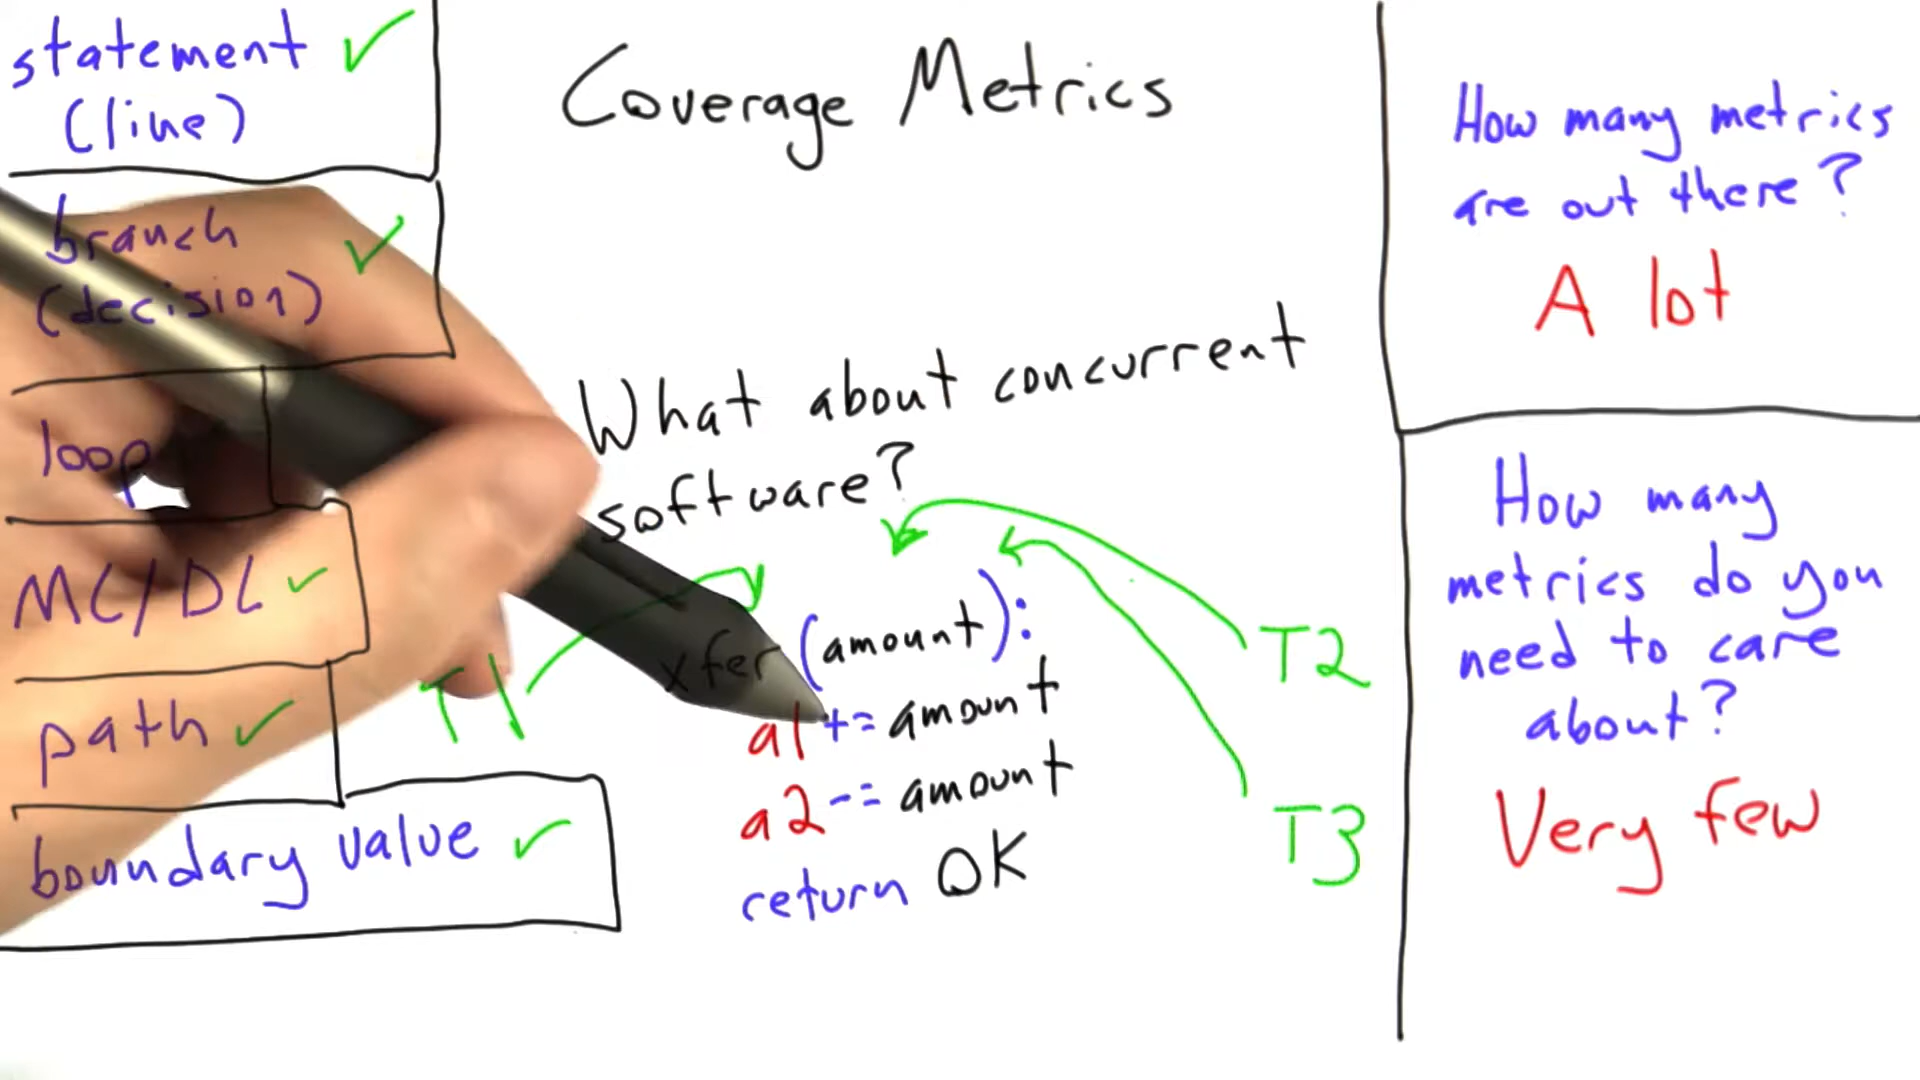 statement
(line)
branch
(decision)
loop
MC/DC
path
boundary value
Coverage Metrics
What about concurrent
software?
T1
xfer (amount):
a1 += amount
a2 -= amount
return OK
T2
T3
How many metrics
are out there?
A lot
How many
metrics do you
need to care
about?
Very few